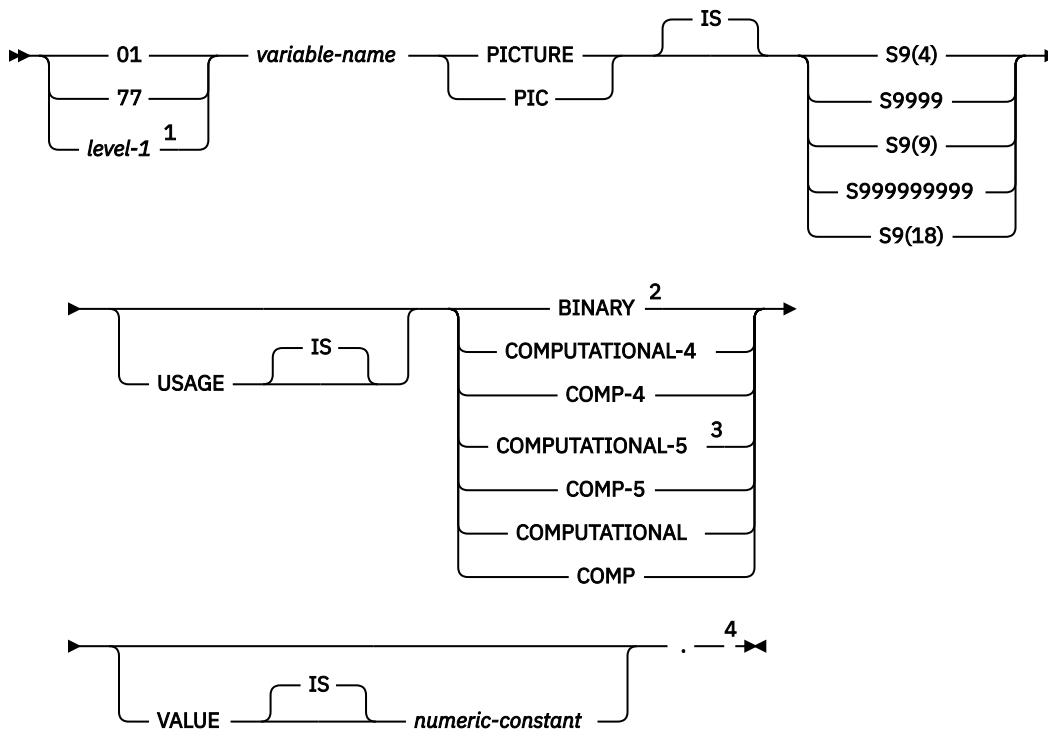 IS
01 variable-name PICTURE S9(4)
77 PIC S9999
level-1 1 S9(9)
S999999999
S9(18)
BINARY 2
IS COMPUTATIONAL-4
USAGE COMP-4
COMPUTATIONAL-5 3
COMP-5
COMPUTATIONAL
COMP
. 4
IS
VALUE numeric-constant